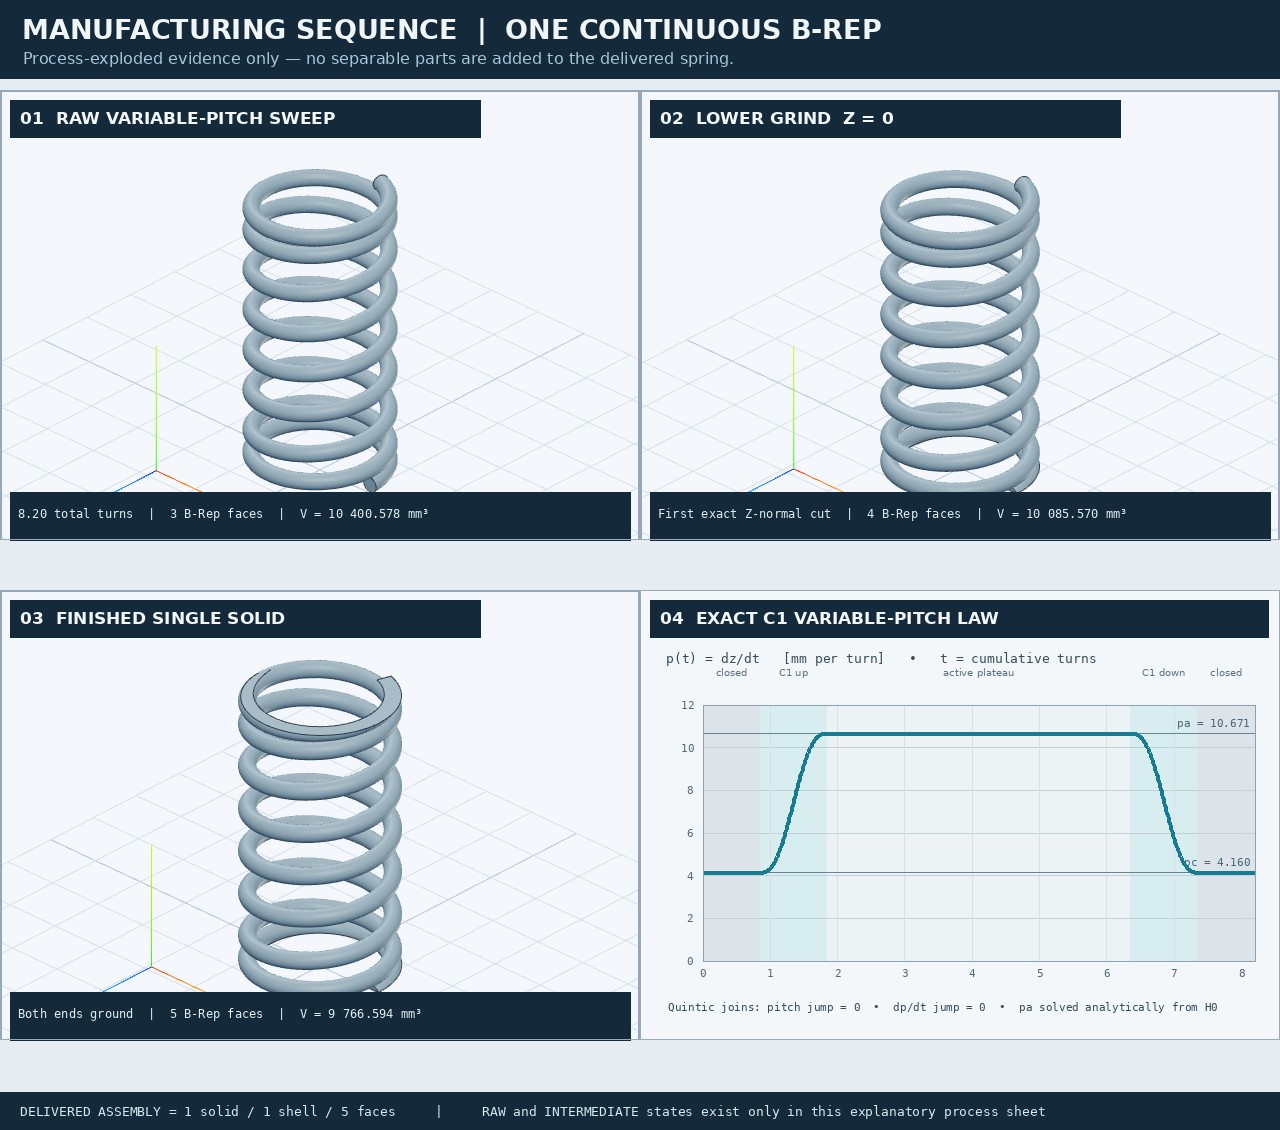 MANUFACTURING SEQUENCE | ONE CONTINUOUS B-REP
Process-exploded evidence only — no separable parts are added to the delivered spring.
01 RAW VARIABLE-PITCH SWEEP
8.20 total turns | 3 B-Rep faces | V = 10 400.578 mm³
02 LOWER GRIND Z = 0
First exact Z-normal cut | 4 B-Rep faces | V = 10 085.570 mm³
03 FINISHED SINGLE SOLID
Both ends ground | 5 B-Rep faces | V = 9 766.594 mm³
04 EXACT C1 VARIABLE-PITCH LAW
p(t) = dz/dt [mm per turn] • t = cumulative turns
closed C1 up active plateau C1 down closed
12
pa = 10.671
10
8
6
pc = 4.160
4
2
0
0 1 2 3 4 5 6 7 8
Quintic joins: pitch jump = 0 • dp/dt jump = 0 • pa solved analytically from H0
DELIVERED ASSEMBLY = 1 solid / 1 shell / 5 faces | RAW and INTERMEDIATE states exist only in this explanatory process sheet